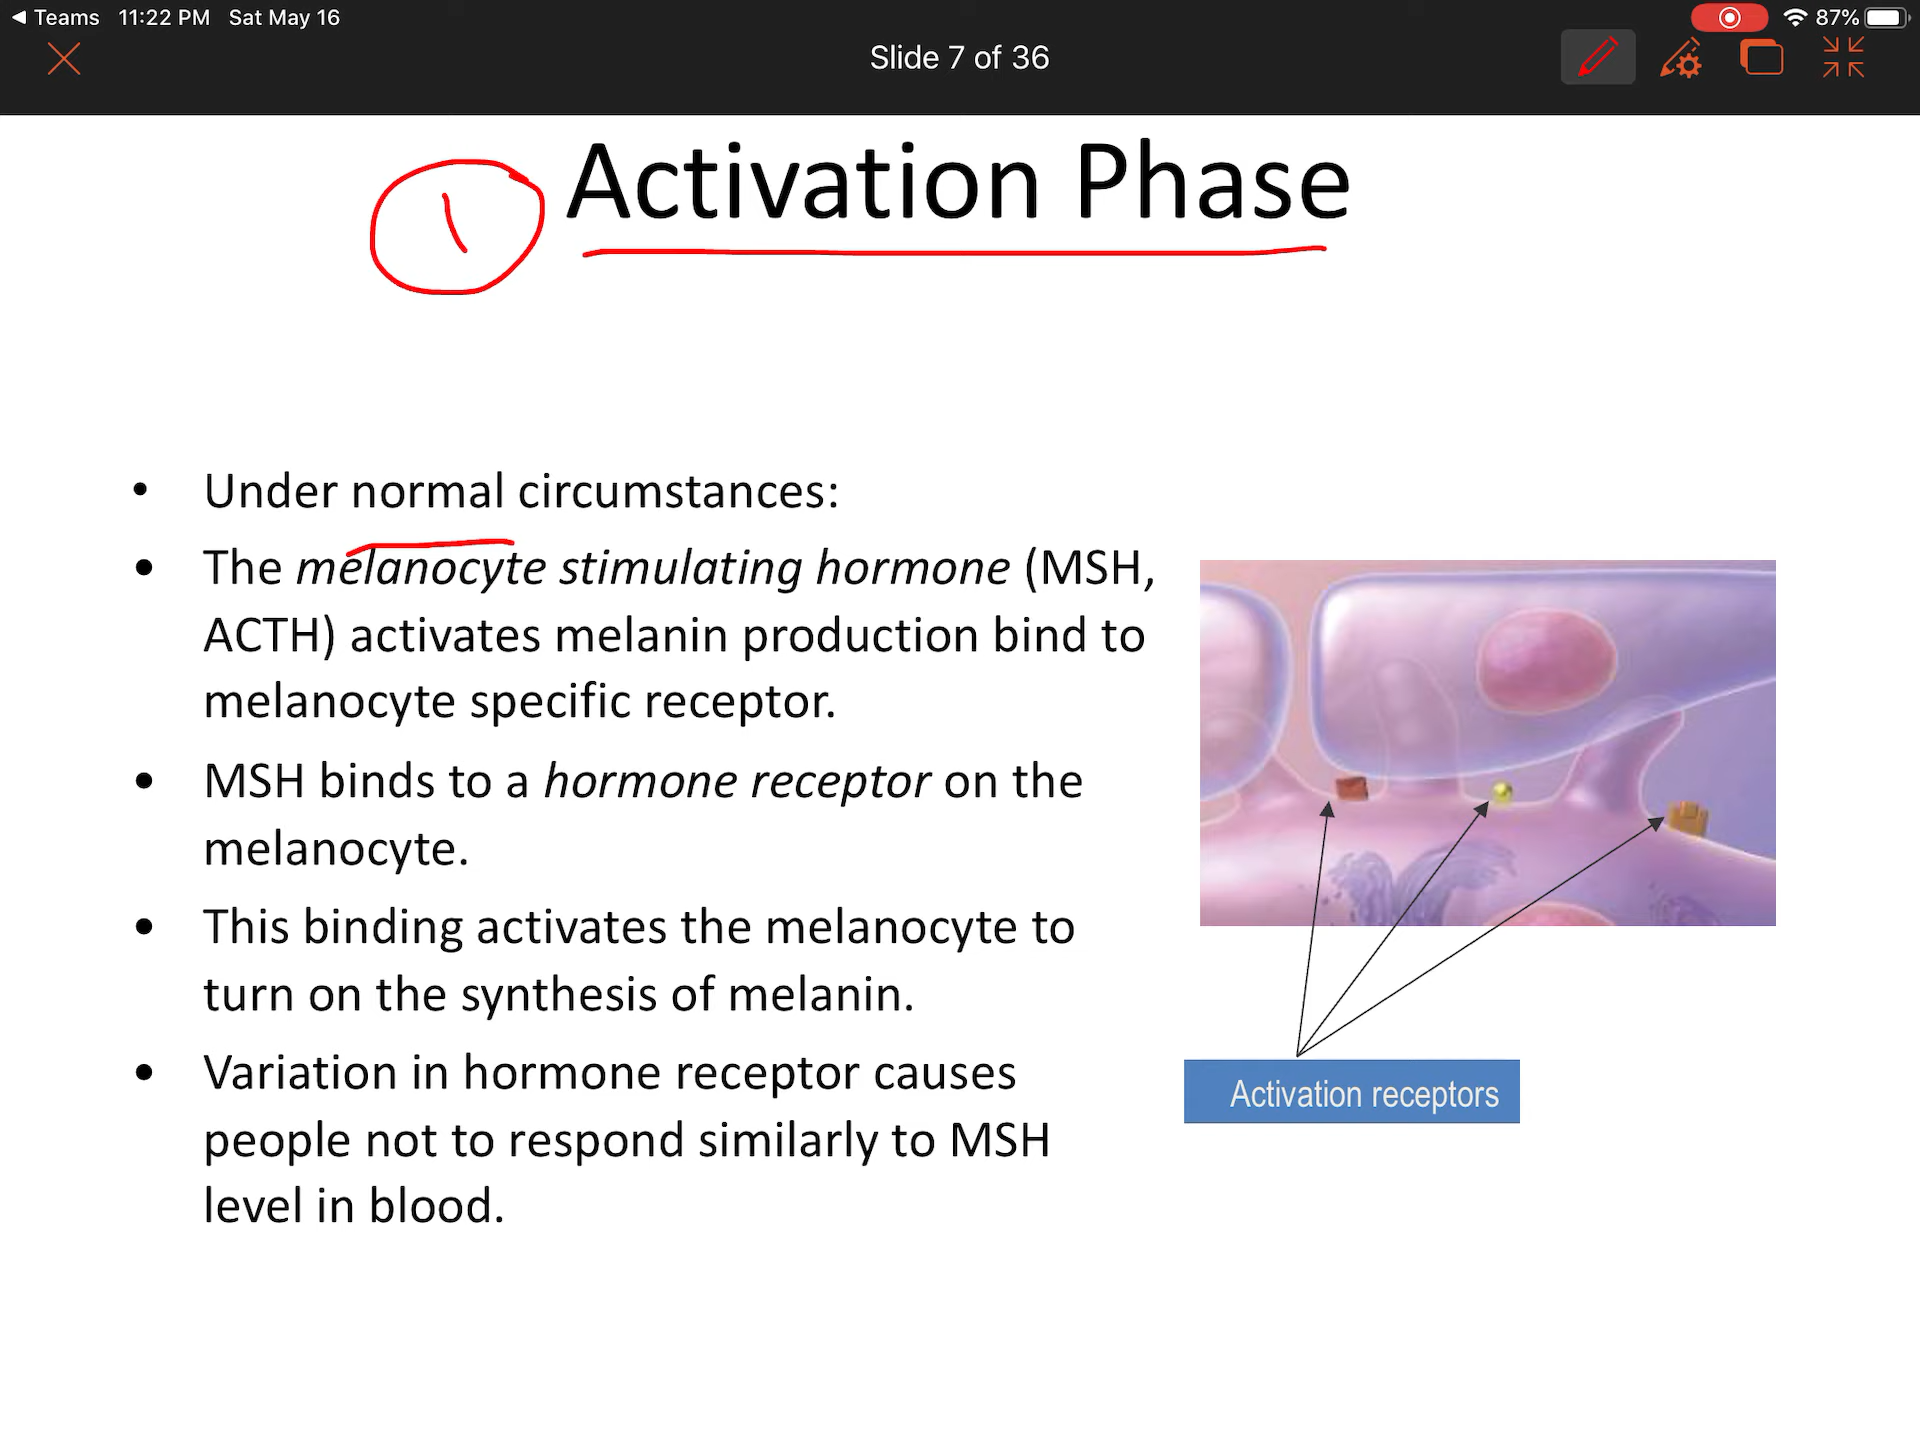 Teams 11:22 PM Sat May 16 87%
Slide 7 of 36
1
Activation Phase
• Under normal circumstances:
• The melanocyte stimulating hormone (MSH,
ACTH) activates melanin production bind to
melanocyte specific receptor.
• MSH binds to a hormone receptor on the
melanocyte.
• This binding activates the melanocyte to
turn on the synthesis of melanin.
• Variation in hormone receptor causes
people not to respond similarly to MSH
level in blood.
Activation receptors